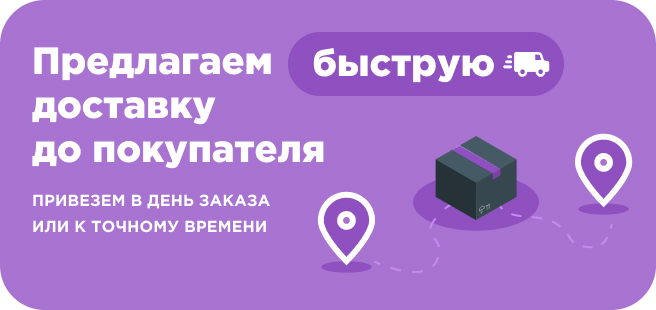 Предлагаем быструю
доставку
до покупателя
ПРИВЕЗЕМ В ДЕНЬ ЗАКАЗА
ИЛИ К ТОЧНОМУ ВРЕМЕНИ